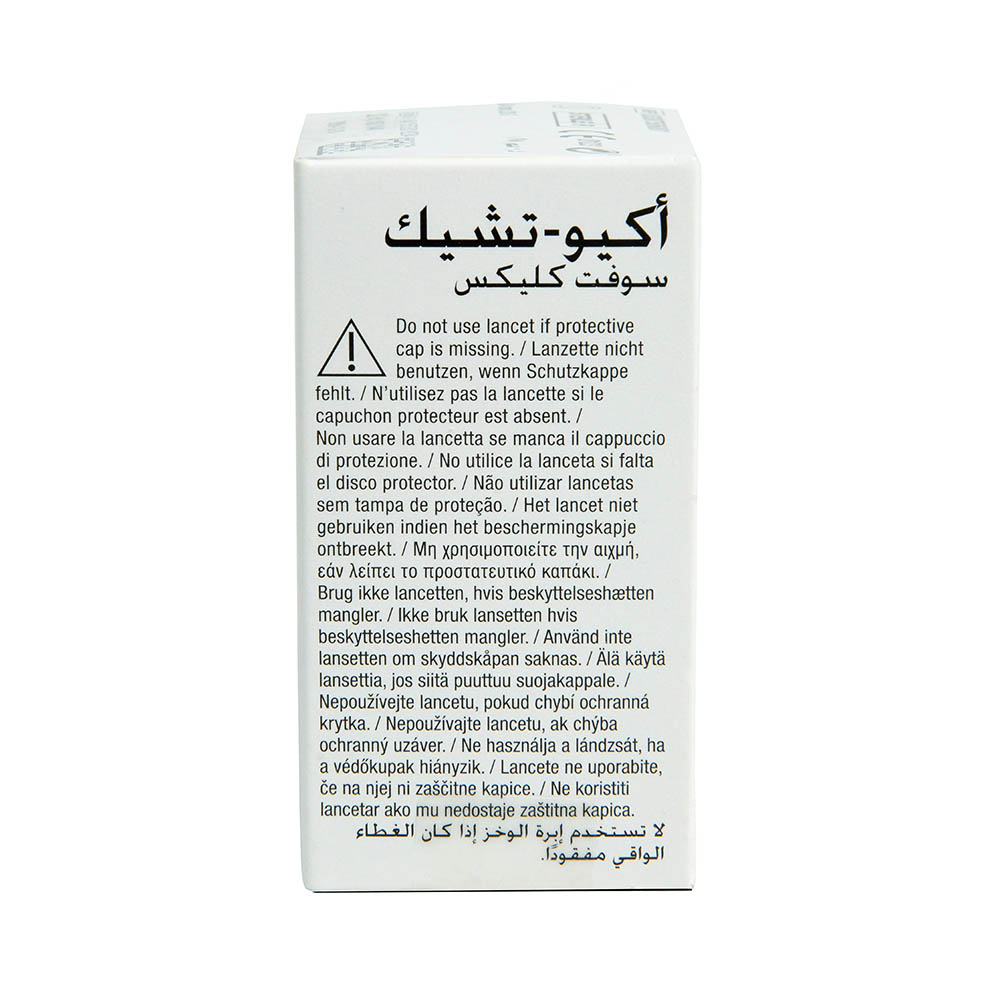 أكيو-تشيك
سوفت كليكس
Do not use lancet if protective
cap is missing. / Lanzette nicht
benutzen, wenn Schutzkappe
fehlt. / N'utilisez pas la lancette si le
capuchon protecteur est absent. /
Non usare la lancetta se manca il cappuccio
di protezione. / No utilice la lanceta si falta
el disco protector. / Não utilizar lancetas
sem tampa de proteção. / Het lancet niet
gebruiken indien het beschermingskapje
ontbreekt. / Μη χρησιμοποιείτε την αιχμή,
εάν λείπει το προστατευτικό καπάκι. /
Brug ikke lancetten, hvis beskyttelseshætten
mangler. / Ikke bruk lansetten hvis
beskyttelseshetten mangler. / Använd inte
lansetten om skyddskåpan saknas. / Älä käytä
lansettia, jos siitä puuttuu suojakappale. /
Nepoužívejte lancetu, pokud chybí ochranná
krytka. / Nepoužívajte lancetu, ak chýba
ochranný uzáver. / Ne használja a lándzsát, ha
a védőkupak hiányzik. / Lancete ne uporabite,
če na njej ni zaščitne kapice. / Ne koristiti
lancetar ako mu nedostaje zaštitna kapica.
لا تستخدم إبرة الوخز إذا كان الغطاء
الواقي مفقودًا.